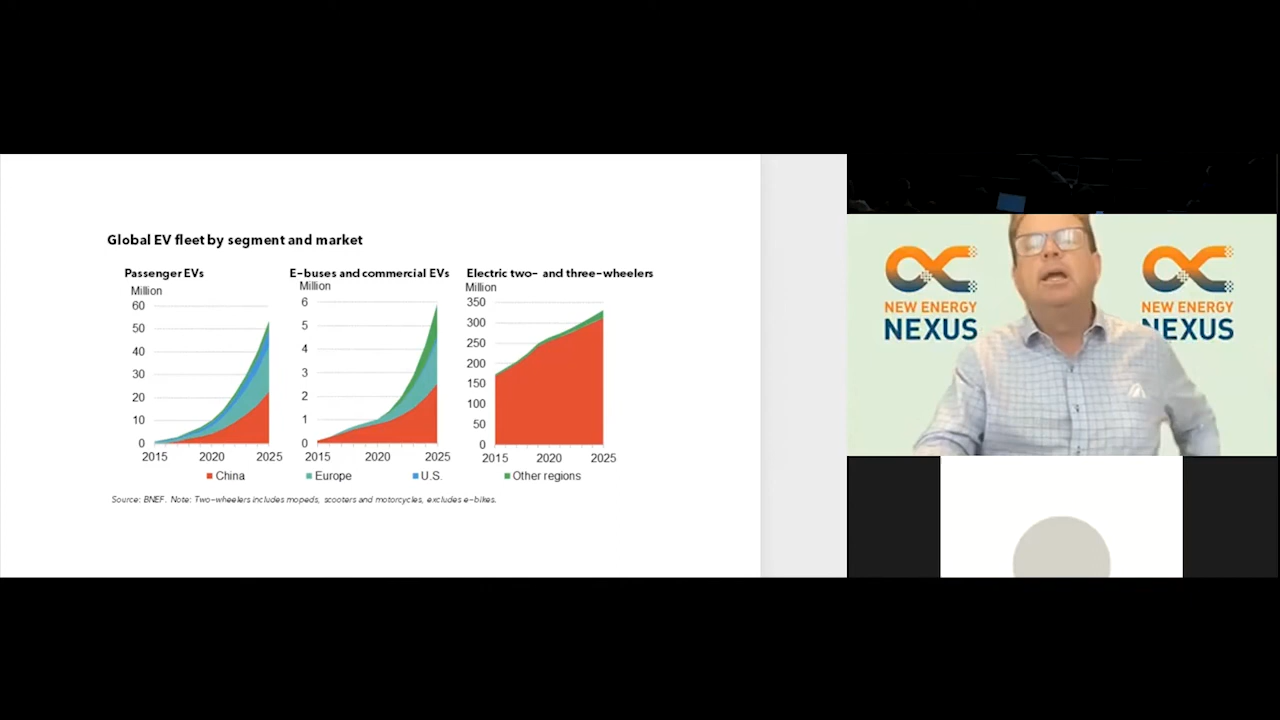 Global EV fleet by segment and market
Passenger EVs
Million
60
50
40
30
20
10
0
2015 2020 2025
E-buses and commercial EVs
Million
6
5
4
3
2
1
0
2015 2020 2025
Electric two- and three-wheelers
Million
350
300
250
200
150
100
50
0
2015 2020 2025
China Europe U.S. Other regions
Source: BNEF. Note: Two-wheelers includes mopeds, scooters and motorcycles, excludes e-bikes.
NEW ENERGY
NEXUS
NEW ENERGY
NEXUS